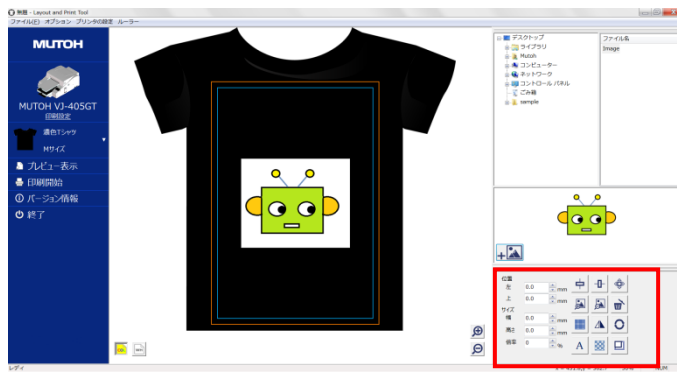 無題 - Layout and Print Tool
ファイル(F) オプション プリンタの設定 ルーラー
MUTOH
MUTOH VJ-405GT
印刷設定
濃色Tシャツ
Mサイズ
プレビュー表示
印刷開始
バージョン情報
終了
デスクトップ
ライブラリ
Mutoh
コンピューター
ネットワーク
コントロール パネル
ごみ箱
sample
ファイル名
Image
位置
左 0.0 mm
上 0.0 mm
サイズ
幅 0.0 mm
高さ 0.0 mm
倍率 0 %
A
レディ
NUM